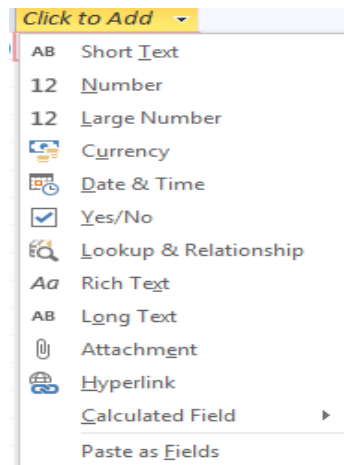 Click to Add
AB Short Text
12 Number
12 Large Number
Currency
Date & Time
Yes/No
Lookup & Relationship
Aa Rich Text
AB Long Text
Attachment
Hyperlink
Calculated Field
Paste as Fields